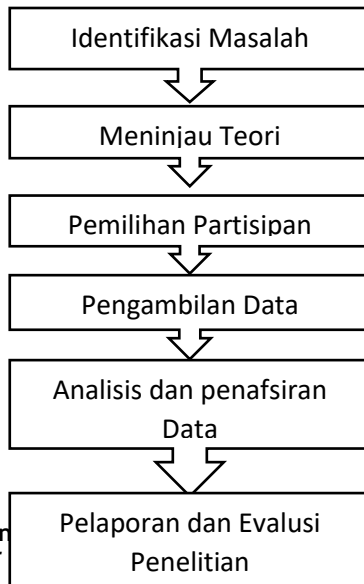 Identifikasi Masalah
Meninjau Teori
Pemilihan Partisipan
Pengambilan Data
Analisis dan penafsiran
Data
Pelaporan dan Evalusi
Penelitian